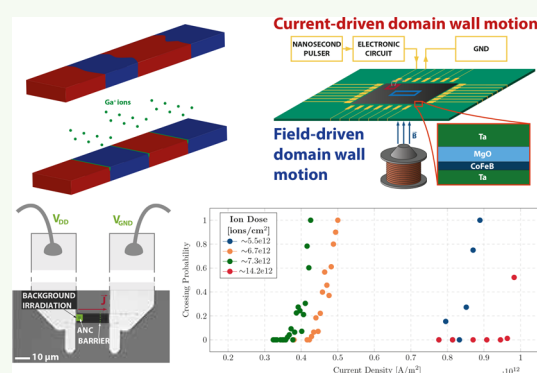 Current-driven domain wall motion
NANOSECOND
PULSER
ELECTRONIC
CIRCUIT
GND
Ga⁺ ions
Field-driven
domain wall
motion
B
Ta
MgO
CoFeB
Ta
V_DD
V_GND
BACKGROUND
IRRADIATION
j
ANC
BARRIER
10 μm
Ion Dose
[ions/cm²]
~5.5e12
~6.7e12
~7.3e12
~14.2e12
Crossing Probability
1
0.8
0.6
0.4
0.2
0
0.2
0.3
0.4
0.5
0.6
0.7
0.8
0.9
1
Current Density [A/m²]
·10¹²